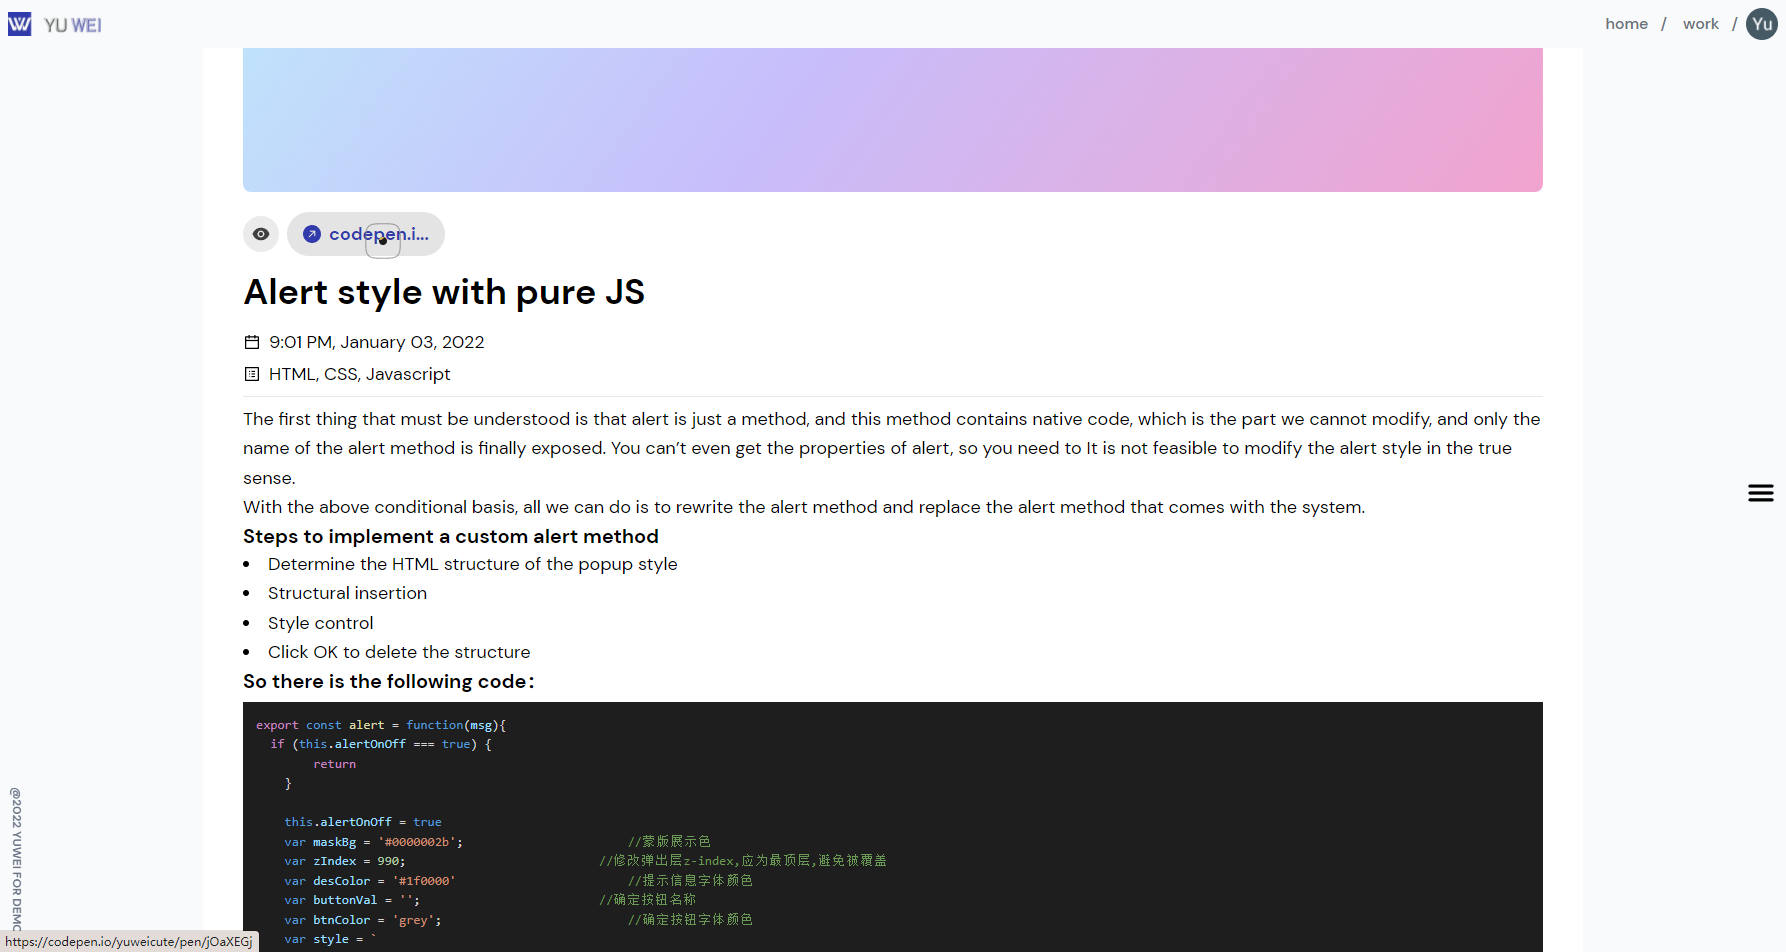 YU WEI
home / work / Yu
codepen.i...
Alert style with pure JS
9:01 PM, January 03, 2022
HTML, CSS, Javascript
The first thing that must be understood is that alert is just a method, and this method contains native code, which is the part we cannot modify, and only the
name of the alert method is finally exposed. You can’t even get the properties of alert, so you need to It is not feasible to modify the alert style in the true
sense.
With the above conditional basis, all we can do is to rewrite the alert method and replace the alert method that comes with the system.
Steps to implement a custom alert method
Determine the HTML structure of the popup style
Structural insertion
Style control
Click OK to delete the structure
So there is the following code：
export const alert = function(msg){
if (this.alertOnOff === true) {
return
}
this.alertOnOff = true
var maskBg = '#0000002b'; //蒙版展示色
var zIndex = 990; //修改弹出层z-index,应为最顶层,避免被覆盖
var desColor = '#1f0000' //提示信息字体颜色
var buttonVal = ''; //确定按钮名称
var btnColor = 'grey'; //确定按钮字体颜色
var style = `
@2022 YUWEI FOR DEMO
https://codepen.io/yuweicute/pen/jOaXEGj